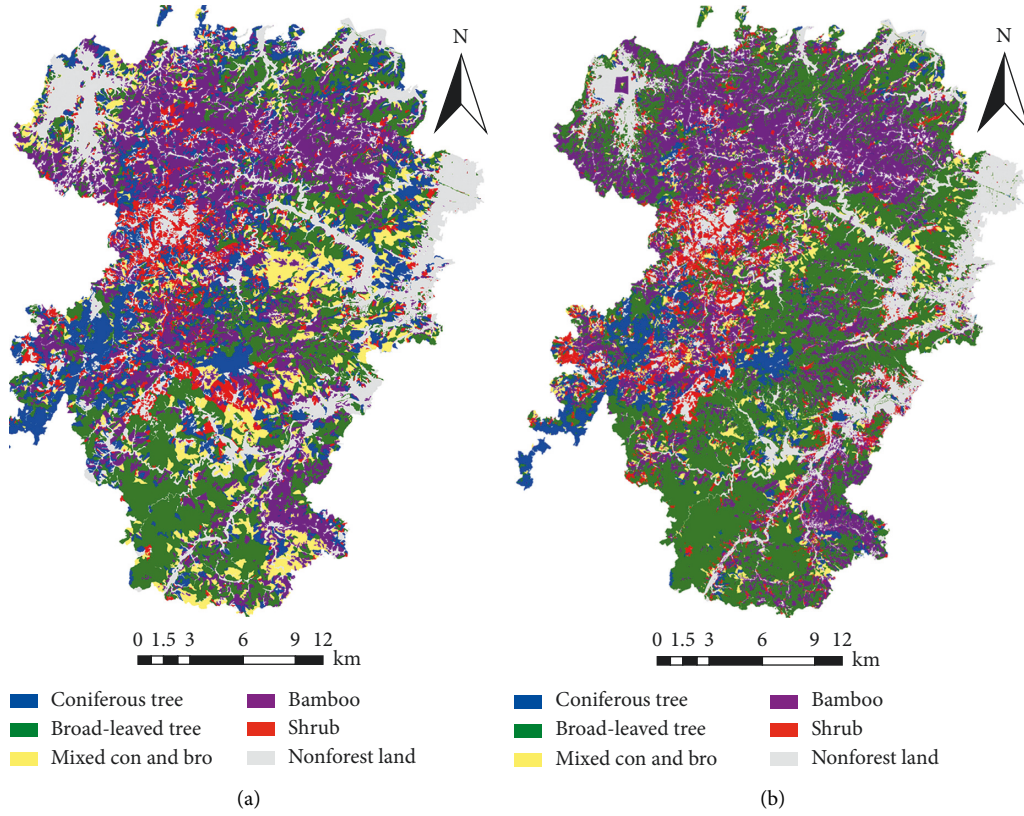 N
N
0 1.5 3 6 9 12
km
0 1.5 3 6 9 12
km
Coniferous tree
Bamboo
Broad-leaved tree
Shrub
Mixed con and bro
Nonforest land
Coniferous tree
Bamboo
Broad-leaved tree
Shrub
Mixed con and bro
Nonforest land
(a)
(b)